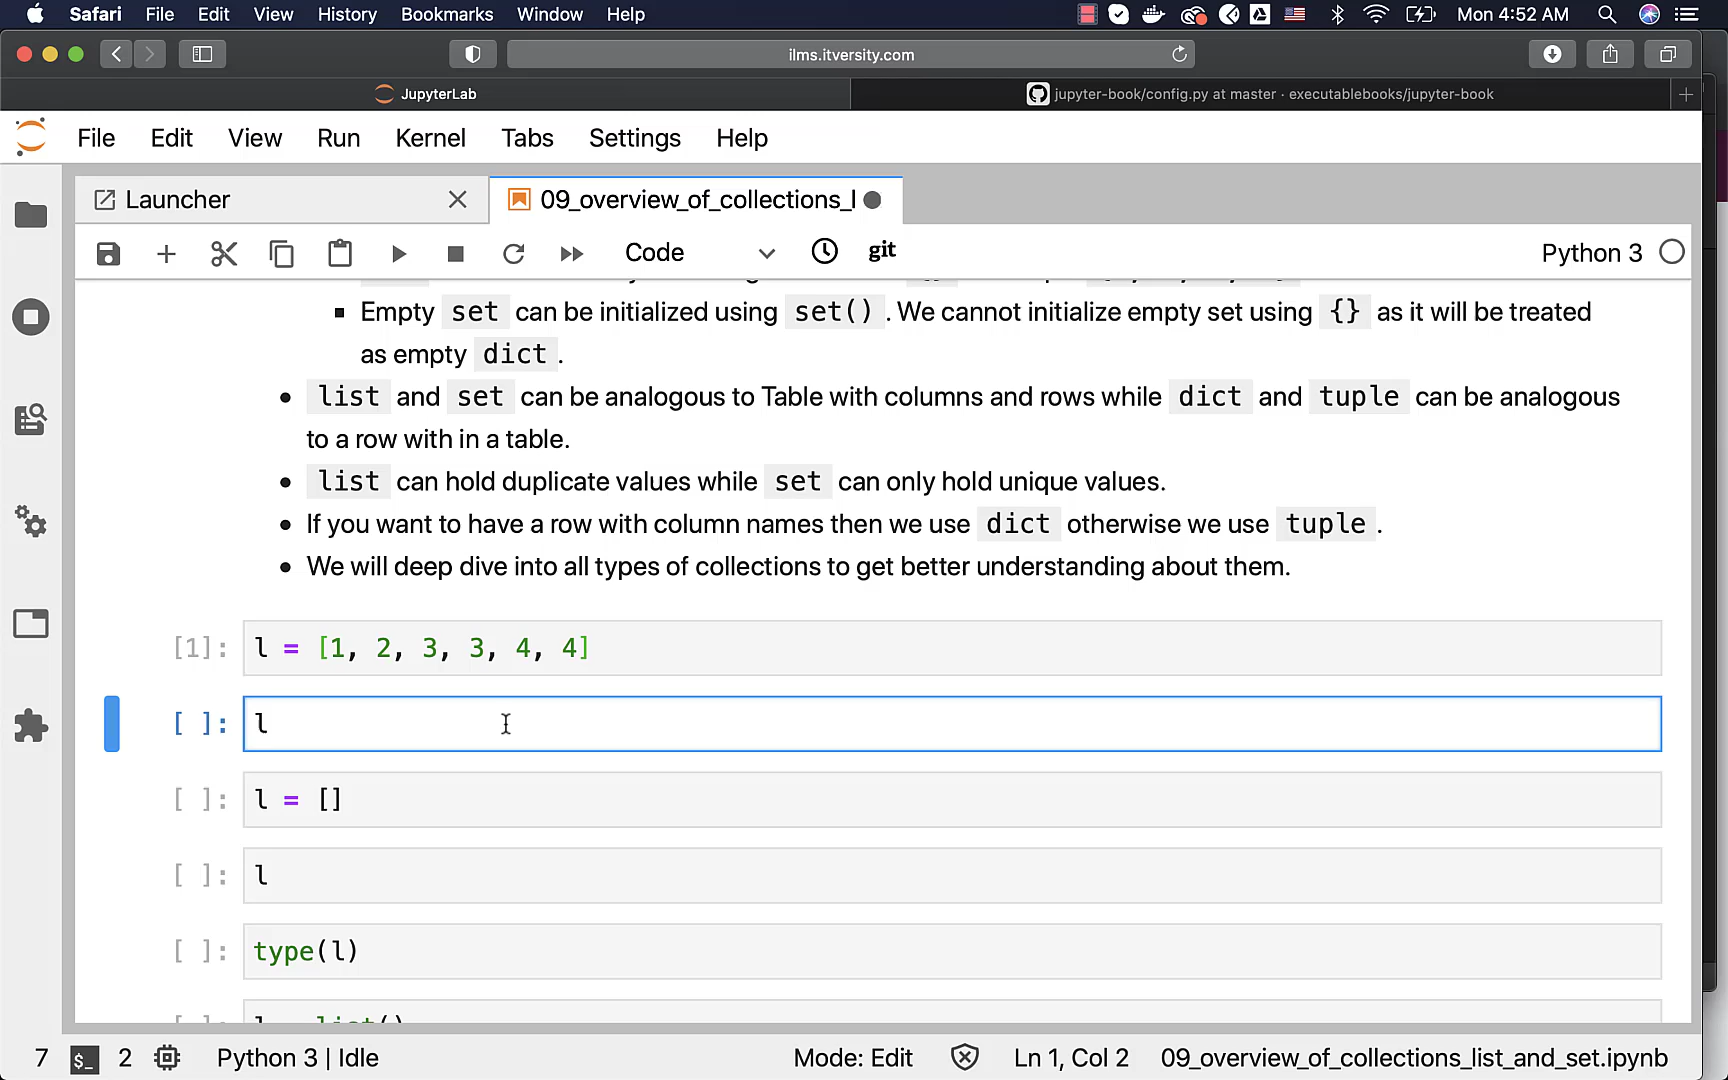 Safari File Edit View History Bookmarks Window Help Mon 4:52 AM
ilms.itversity.com
JupyterLab jupyter-book/config.py at master · executablebooks/jupyter-book
File Edit View Run Kernel Tabs Settings Help
Launcher 09_overview_of_collections_l
Code git Python 3
Empty set can be initialized using set() . We cannot initialize empty set using {} as it will be treated
as empty dict .
list and set can be analogous to Table with columns and rows while dict and tuple can be analogous
to a row with in a table.
list can hold duplicate values while set can only hold unique values.
If you want to have a row with column names then we use dict otherwise we use tuple .
We will deep dive into all types of collections to get better understanding about them.
[1]: l = [1, 2, 3, 3, 4, 4]
[ ]: l
[ ]: l = []
[ ]: l
[ ]: type(l)
[ ]: l = list()
7 $_ 2 Python 3 | Idle Mode: Edit Ln 1, Col 2 09_overview_of_collections_list_and_set.ipynb